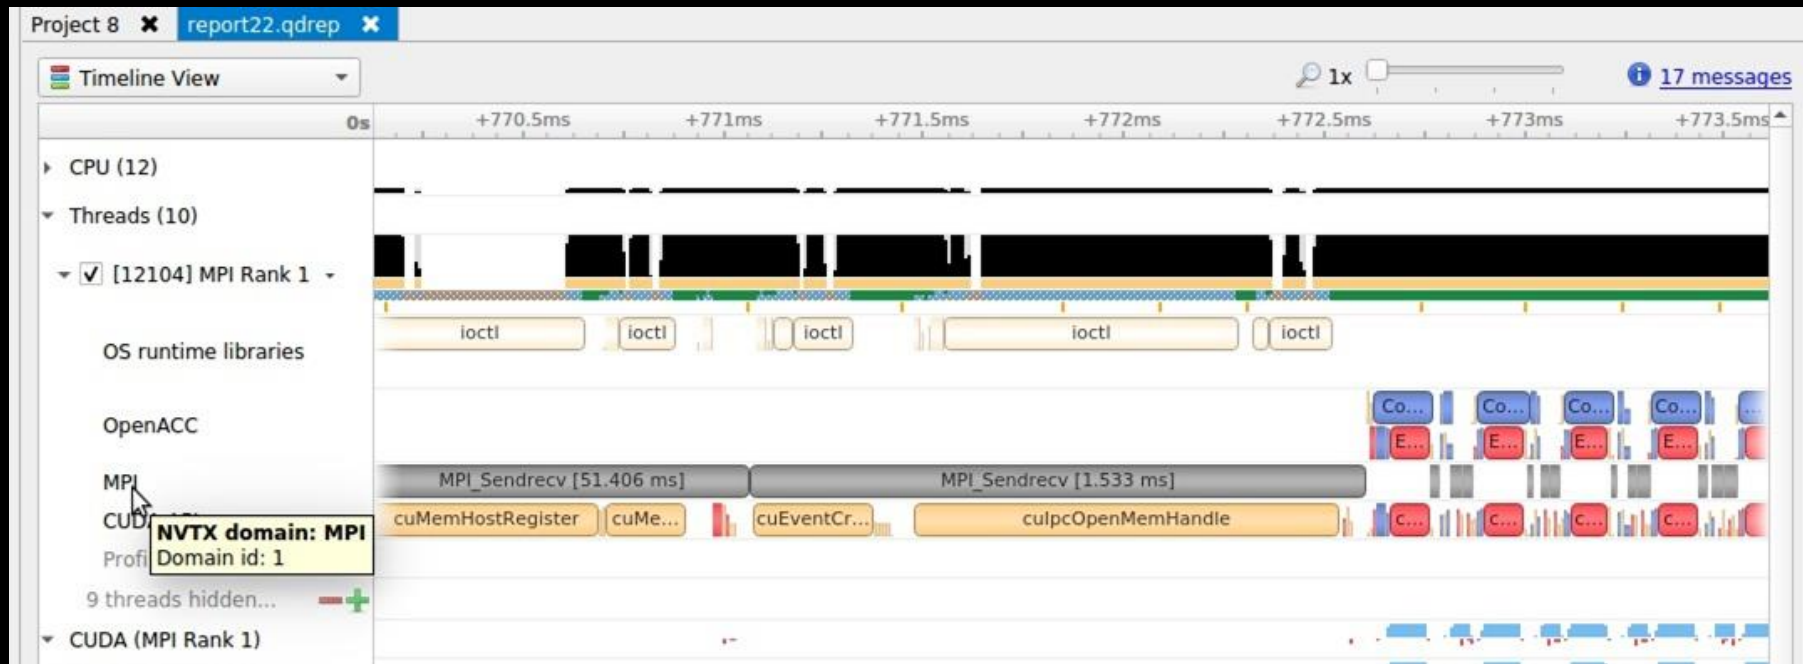 Project 8 ✖ report22.qdrep ✖
Timeline View 1x 17 messages
0s +770.5ms +771ms +771.5ms +772ms +772.5ms +773ms +773.5ms
CPU (12)
Threads (10)
[12104] MPI Rank 1
OS runtime libraries ioctl ioctl ioctl ioctl ioctl
OpenACC Co... Co... Co... Co... ...
E... E... E... E...
MPI MPI_Sendrecv [51.406 ms] MPI_Sendrecv [1.533 ms]
cuMemHostRegister cuMe... cuEventCr... cuIpcOpenMemHandle c... c... c... c...
NVTX domain: MPI
Domain id: 1
9 threads hidden...
CUDA (MPI Rank 1)